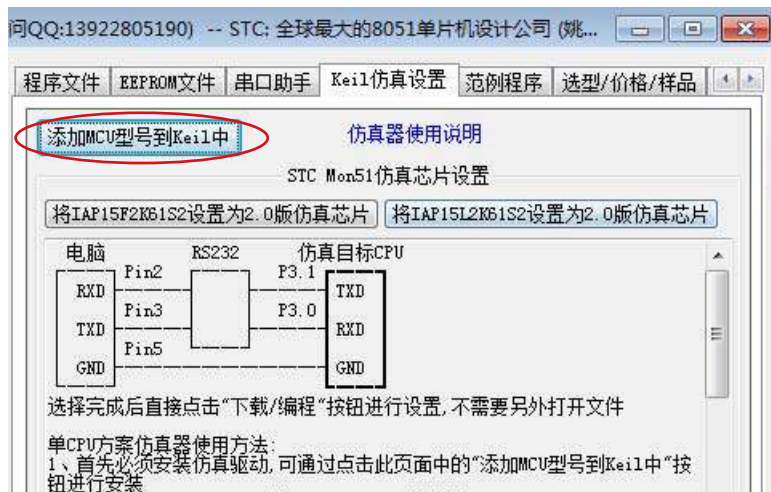 问QQ:13922805190) -- STC: 全球最大的8051单片机设计公司 (姚...
程序文件 EEPROM文件 串口助手 Keil仿真设置 范例程序 选型/价格/样品
添加MCU型号到Keil中 仿真器使用说明
STC Mon51仿真芯片设置
将IAP15F2K61S2设置为2.0版仿真芯片 将IAP15L2K61S2设置为2.0版仿真芯片
电脑 RS232 仿真目标CPU
Pin2 P3.1
RXD TXD
Pin3 P3.0
TXD RXD
Pin5
GND GND
选择完成后直接点击"下载/编程"按钮进行设置,不需要另外打开文件
单CPU方案仿真器使用方法:
1、首先必须安装仿真驱动,可通过点击此页面中的"添加MCU型号到Keil中"按
钮进行安装